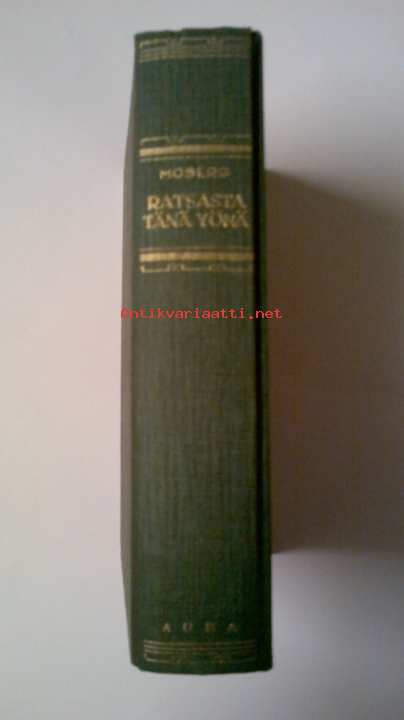 MOBERG
RATSASTA
TÄNÄ YÖNÄ
Antikvariaatti.net
AURA